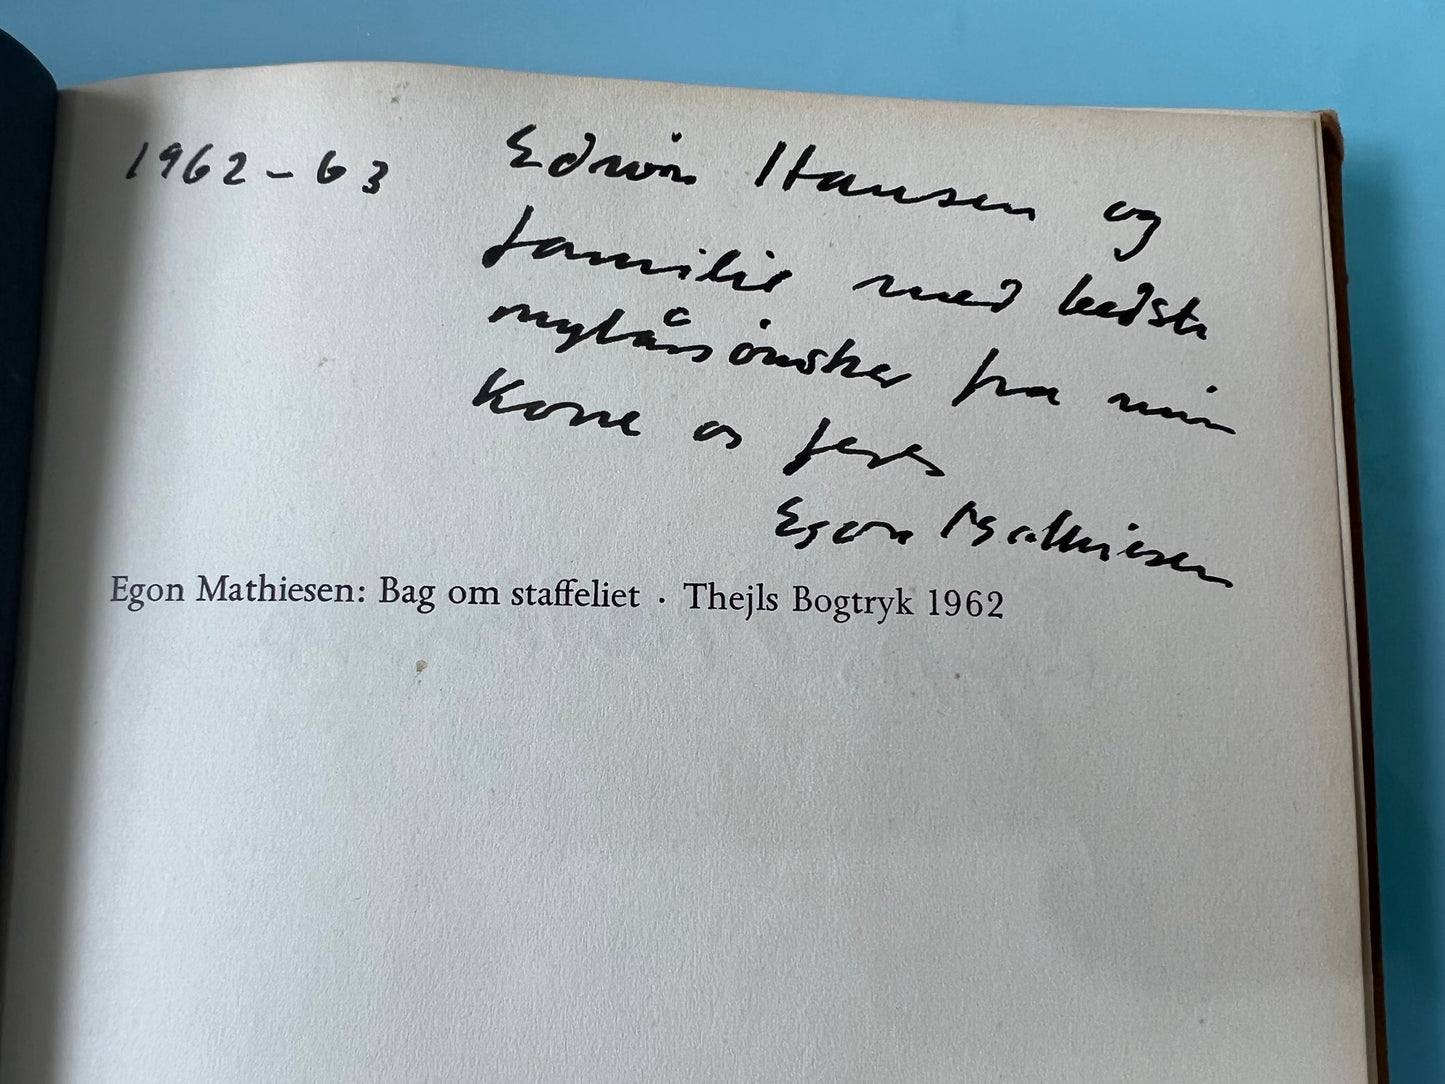 1962-63
Edwin Hansen og
familie med bedste
nytårsønsker fra min
Kone og jeres
Egon Mathiesen
Egon Mathiesen: Bag om staffeliet · Thejls Bogtryk 1962